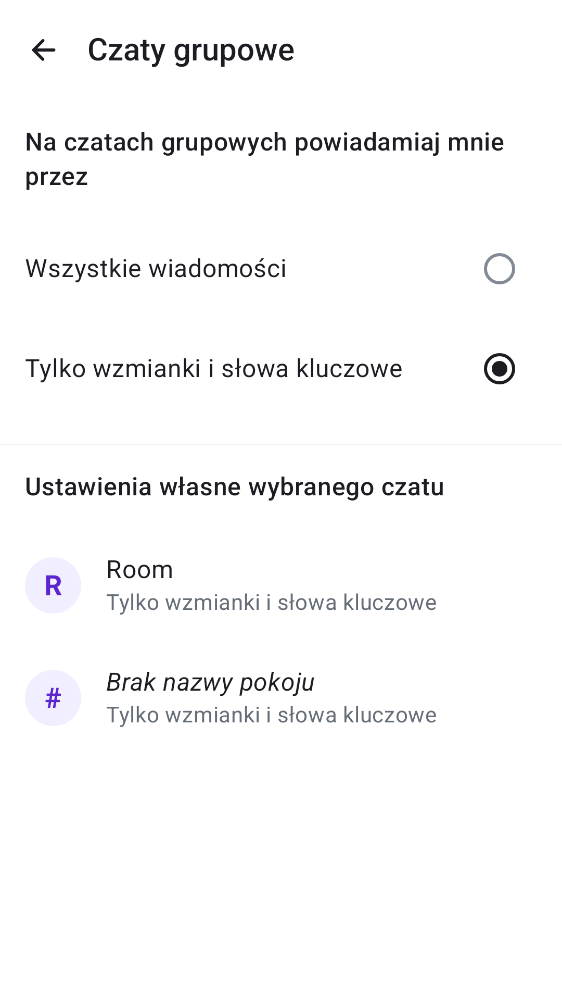 Czaty grupowe
Na czatach grupowych powiadamiaj mnie
przez
Wszystkie wiadomości
Tylko wzmianki i słowa kluczowe
Ustawienia własne wybranego czatu
R
Room
Tylko wzmianki i słowa kluczowe
#
Brak nazwy pokoju
Tylko wzmianki i słowa kluczowe